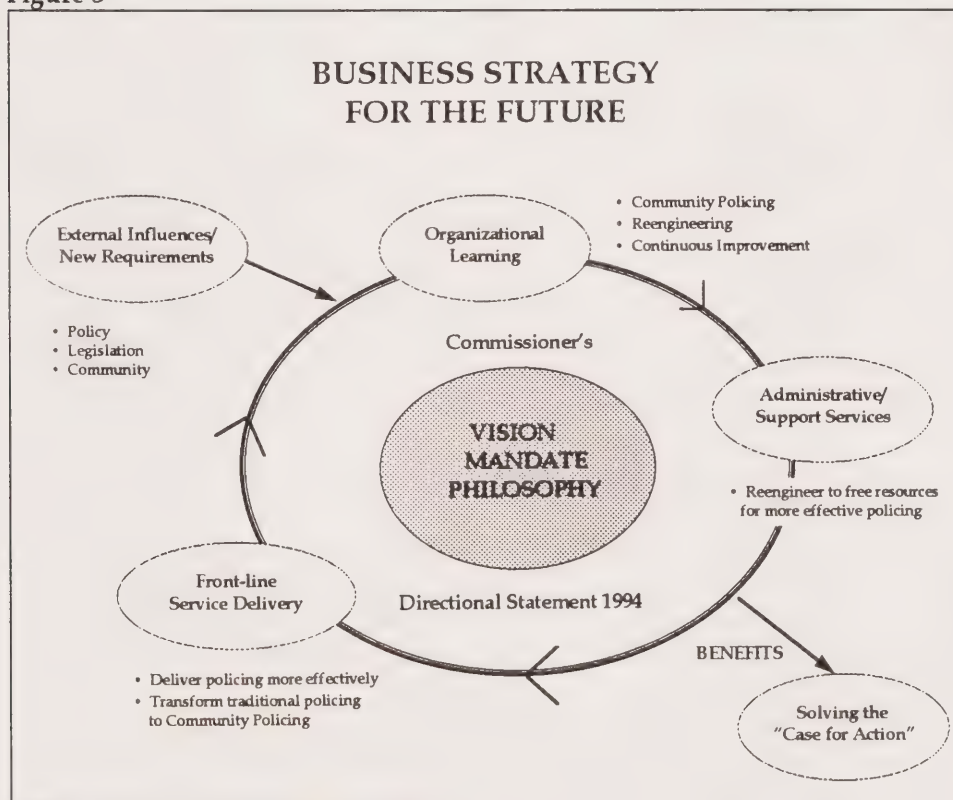 BUSINESS STRATEGY
FOR THE FUTURE
External Influences/
New Requirements
• Policy
• Legislation
• Community
Organizational
Learning
• Community Policing
• Reengineering
• Continuous Improvement
Commissioner's
VISION
MANDATE
PHILOSOPHY
Directional Statement 1994
Administrative/
Support Services
• Reengineer to free resources
for more effective policing
Front-line
Service Delivery
• Deliver policing more effectively
• Transform traditional policing
to Community Policing
BENEFITS
Solving the
"Case for Action"